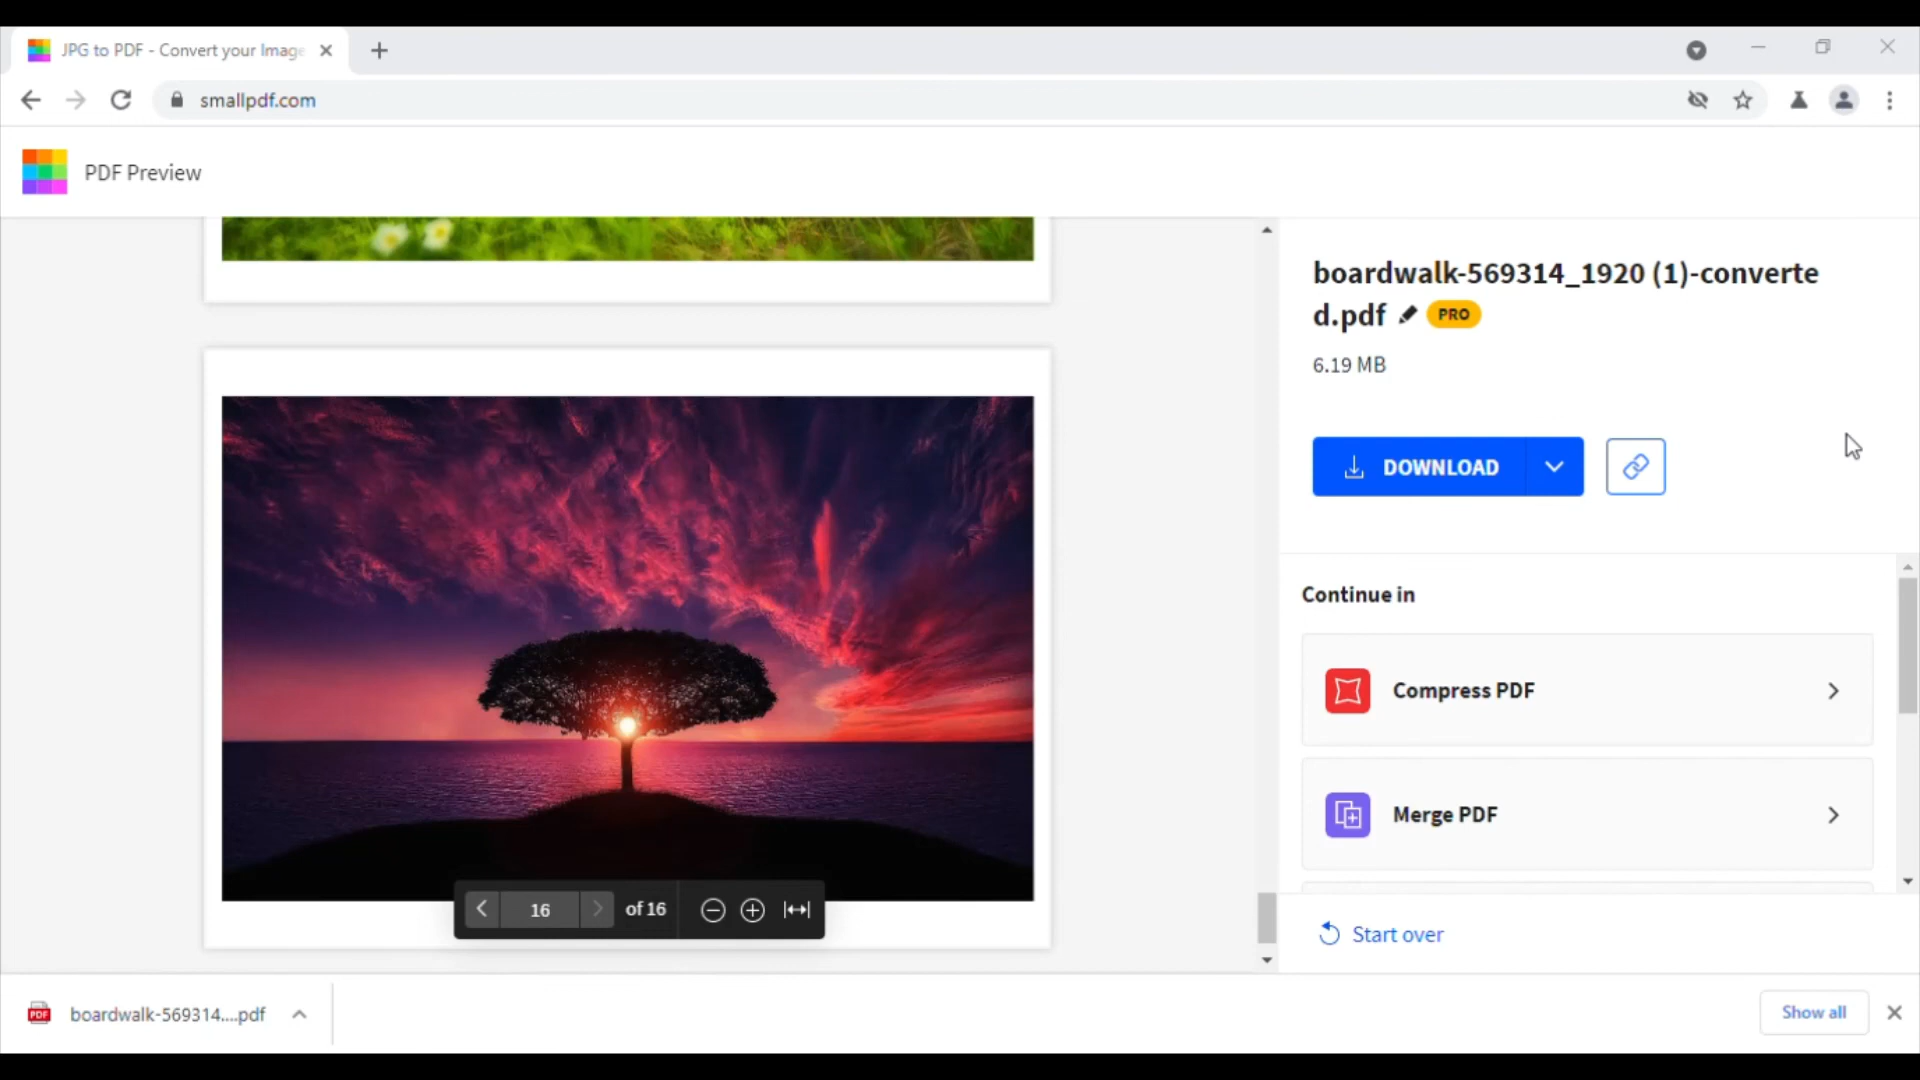 JPG to PDF - Convert your Image
smallpdf.com
PDF Preview
boardwalk-569314_1920 (1)-converte
d.pdf PRO
6.19 MB
DOWNLOAD
Continue in
Compress PDF
Merge PDF
16 of 16
Start over
PDF boardwalk-569314....pdf
Show all